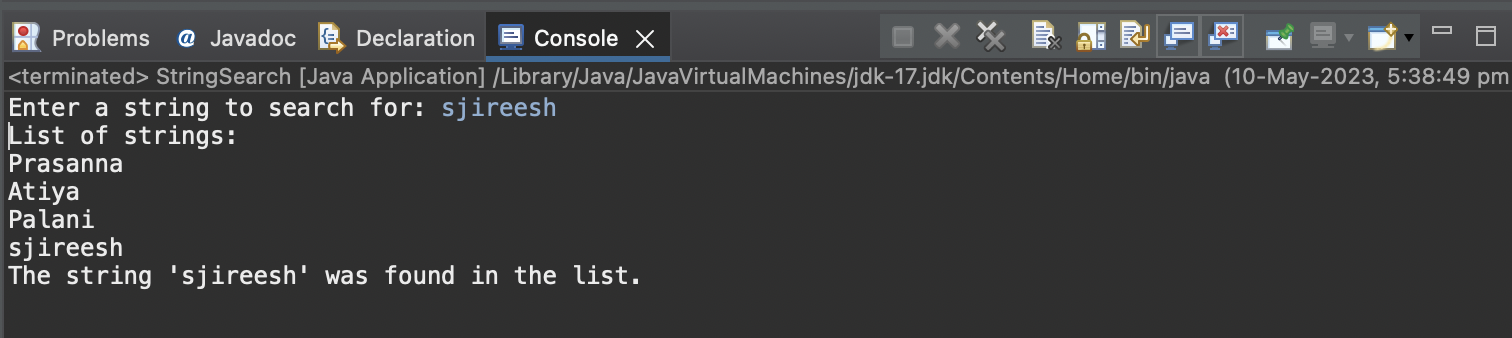 Problems @ Javadoc Declaration Console
<terminated> StringSearch [Java Application] /Library/Java/JavaVirtualMachines/jdk-17.jdk/Contents/Home/bin/java (10-May-2023, 5:38:49 pm
Enter a string to search for: sjireesh
List of strings:
Prasanna
Atiya
Palani
sjireesh
The string 'sjireesh' was found in the list.